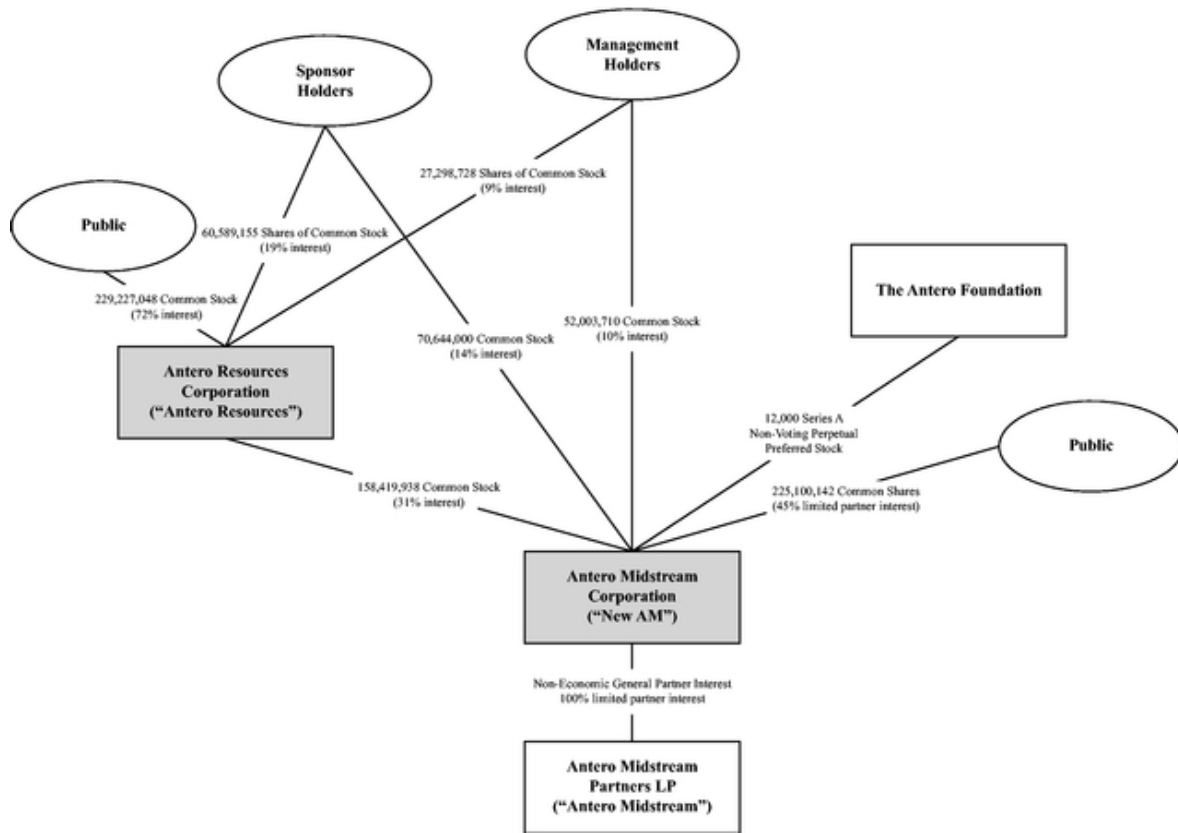 Management
Holders
Sponsor
Holders
27,298,728 Shares of Common Stock
(9% interest)
Public
60,589,155 Shares of Common Stock
(19% interest)
The Antero Foundation
229,227,048 Common Stock
(72% interest)
70,644,000 Common Stock
(14% interest)
52,003,710 Common Stock
(10% interest)
Antero Resources
Corporation
(“Antero Resources”)
12,000 Series A
Non-Voting Perpetual
Preferred Stock
Public
158,419,938 Common Stock
(31% interest)
225,100,142 Common Shares
(45% limited partner interest)
Antero Midstream
Corporation
(“New AM”)
Non-Economic General Partner Interest
100% limited partner interest
Antero Midstream
Partners LP
(“Antero Midstream”)